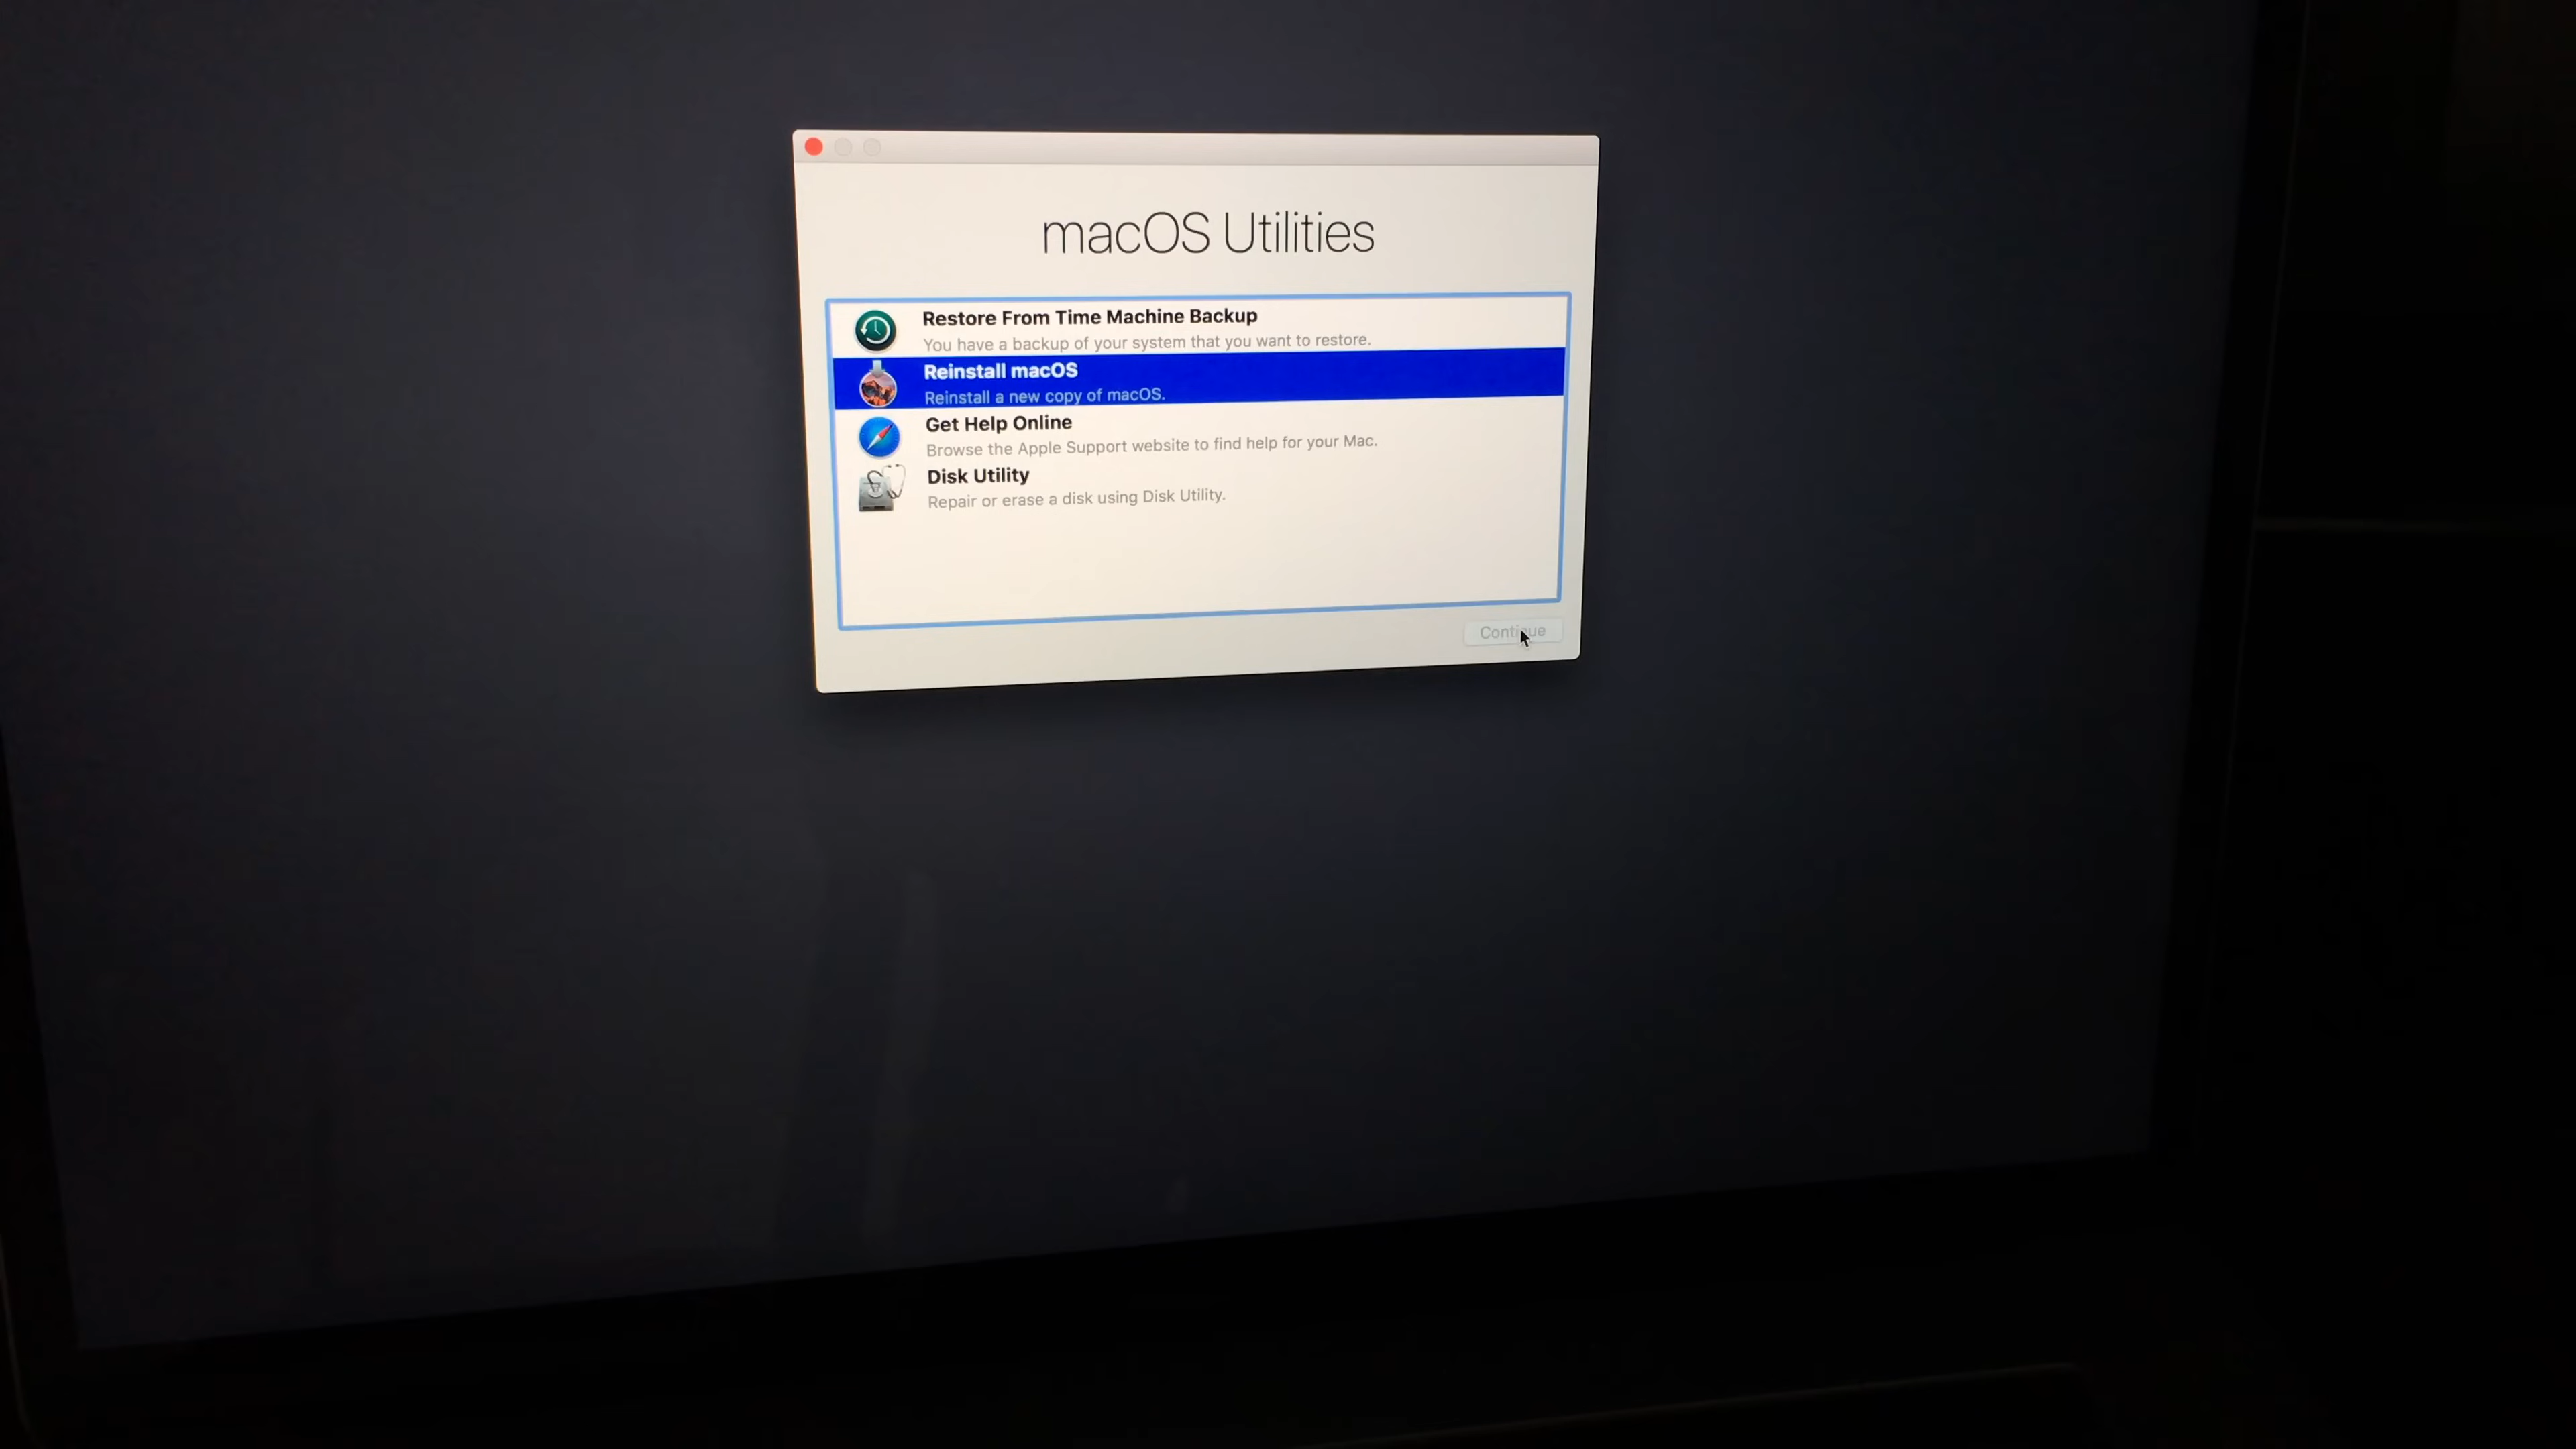 macOS Utilities
Restore From Time Machine Backup
You have a backup of your system that you want to restore.
Reinstall macOS
Reinstall a new copy of macOS.
Get Help Online
Browse the Apple Support website to find help for your Mac.
Disk Utility
Repair or erase a disk using Disk Utility.
Continue